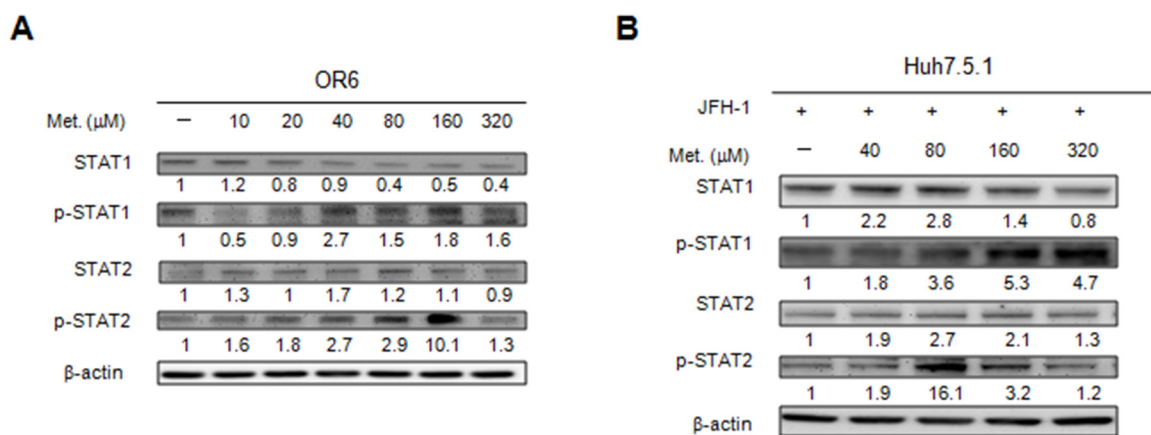 A
OR6
Met. (μM) — 10 20 40 80 160 320
STAT1
1 1.2 0.8 0.9 0.4 0.5 0.4
p-STAT1
1 0.5 0.9 2.7 1.5 1.8 1.6
STAT2
1 1.3 1 1.7 1.2 1.1 0.9
p-STAT2
1 1.6 1.8 2.7 2.9 10.1 1.3
β-actin
B
Huh7.5.1
JFH-1 + + + + +
Met. (μM) — 40 80 160 320
STAT1
1 2.2 2.8 1.4 0.8
p-STAT1
1 1.8 3.6 5.3 4.7
STAT2
1 1.9 2.7 2.1 1.3
p-STAT2
1 1.9 16.1 3.2 1.2
β-actin